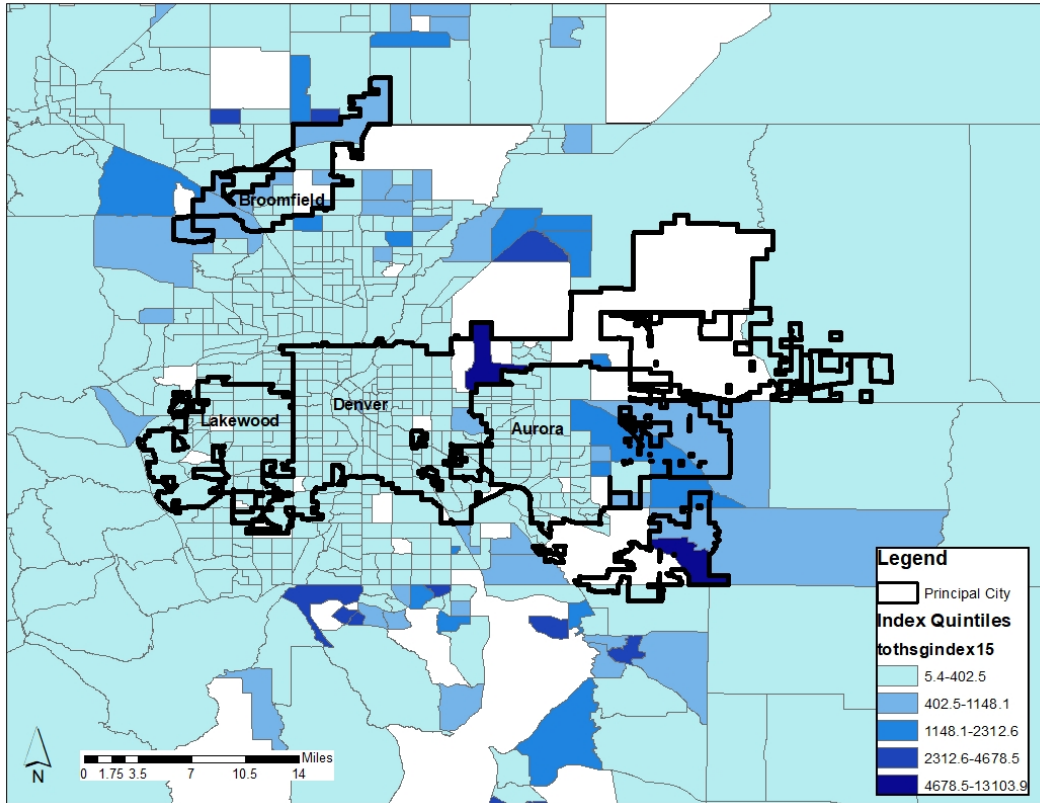 Broomfield
Lakewood
Denver
Aurora
Legend
Principal City
Index Quintiles
tothsgindex15
5.4-402.5
402.5-1148.1
1148.1-2312.6
2312.6-4678.5
4678.5-13103.9
N
Miles
0 1.75 3.5 7 10.5 14